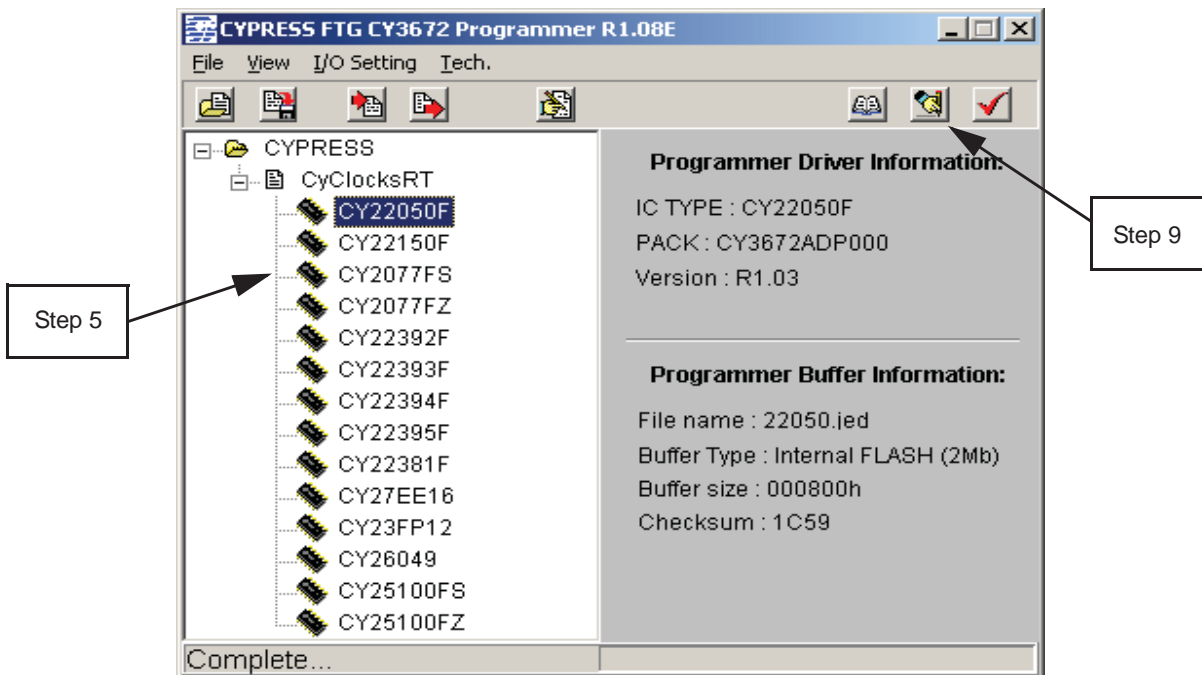 CYPRESS FTG CY3672 Programmer R1.08E
File View I/O Setting Tech.
CYPRESS
CyClocksRT
CY22050F
CY22150F
CY2077FS
CY2077FZ
CY22392F
CY22393F
CY22394F
CY22395F
CY22381F
CY27EE16
CY23FP12
CY26049
CY25100FS
CY25100FZ
Programmer Driver Information:
IC TYPE : CY22050F
PACK : CY3672ADP000
Version : R1.03
Programmer Buffer Information:
File name : 22050.jed
Buffer Type : Internal FLASH (2Mb)
Buffer size : 000800h
Checksum : 1C59
Complete...
Step 5
Step 9